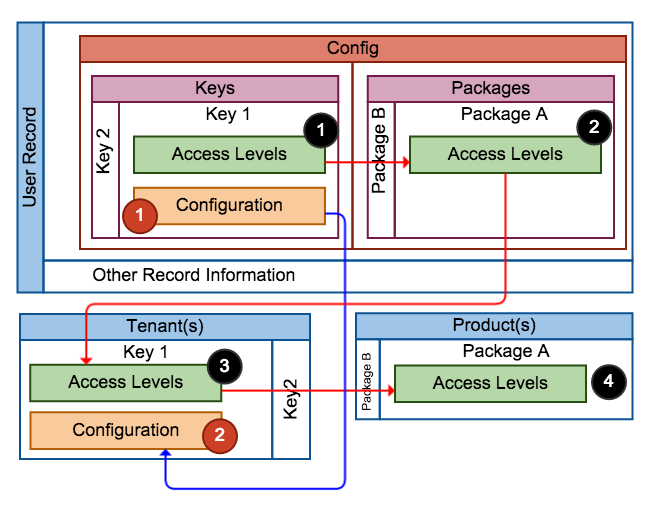 User Record
Config
Keys
Packages
Key 2
Key 1
1
Access Levels
1
Configuration
Package B
Package A
2
Access Levels
Other Record Information
Tenant(s)
Key 1
3
Access Levels
Configuration
2
Key2
Product(s)
Package B
Package A
Access Levels
4